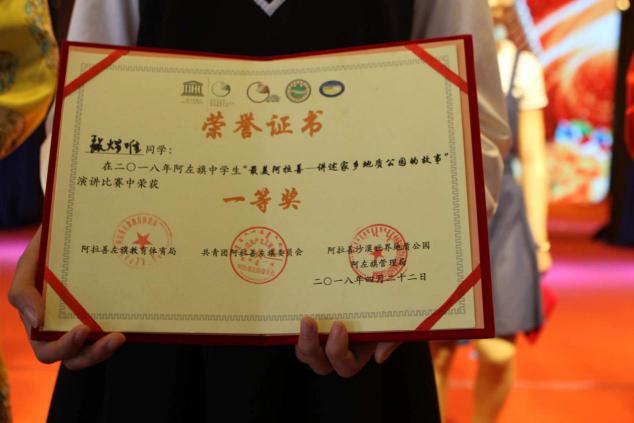 荣誉证书
同学：
在二〇一八年阿左旗中学生“最美阿拉善—讲述家乡地质公园的故事”
演讲比赛中荣获
一等奖
阿拉善左旗教育体育局
共青团阿拉善左旗委员会
阿拉善沙漠世界地质公园
阿左旗管理局
二〇一八年四月二十二日